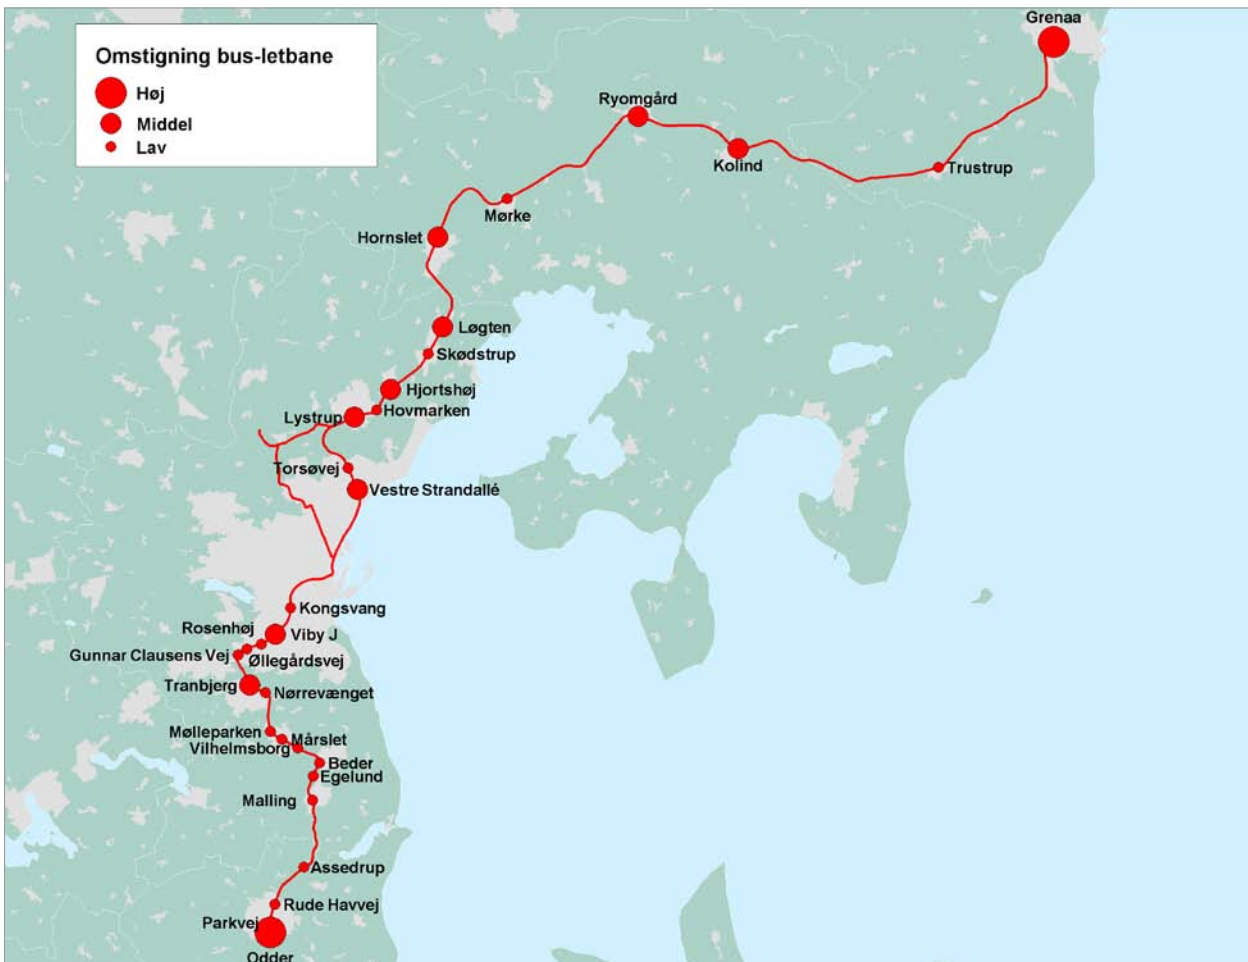 Omstigning bus-letbane
Høj
Middel
Lav
Grenaa
Ryomgård
Kolind
Trustrup
Mørke
Hornslet
Løgten
Skødstrup
Hjortshøj
Hovmarken
Lystrup
Torsøvej
Vestre Strandallé
Kongsvang
Rosenhøj
Viby J
Gunnar Clausens Vej
Øllegårdsvej
Tranbjerg
Nørrevænget
Mølleparken
Mårslet
Vilhelmsborg
Beder
Egelund
Malling
Assedrup
Rude Havvej
Parkvej
Odder